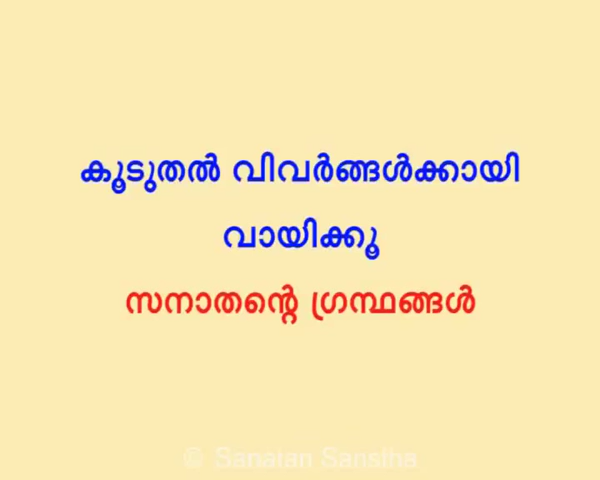 കൂടുതൽ വിവർങ്ങൾക്കായി
വായിക്കൂ
സനാതന്റെ ഗ്രന്ഥങ്ങൾ
© Sanatan Sanstha